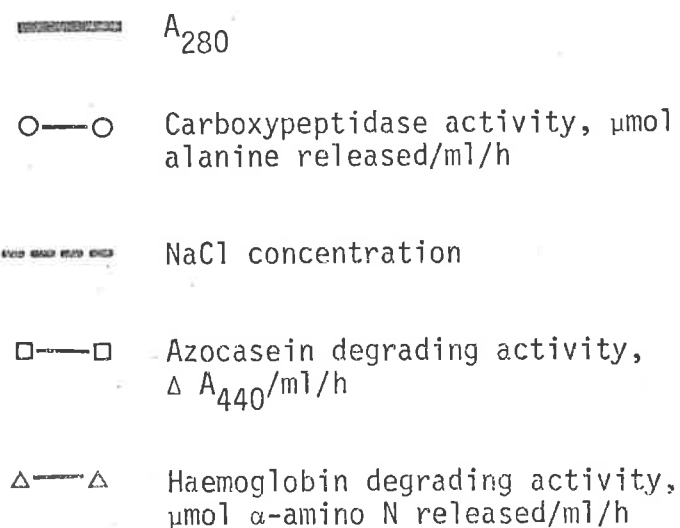 A280
Carboxypeptidase activity, μmol
alanine released/ml/h
NaCl concentration
Azocasein degrading activity,
Δ A440/ml/h
Haemoglobin degrading activity,
μmol α-amino N released/ml/h